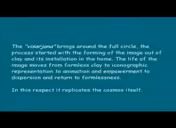 The "visarjana" brings around the full circle, the
process started with the forming of the image out of
clay and its installation in the home. The life of the
image moves from formless clay to iconographic
representation to animation and empowerment to
dispersion and return to formlessness.
In this respect it replicates the cosmos itself.